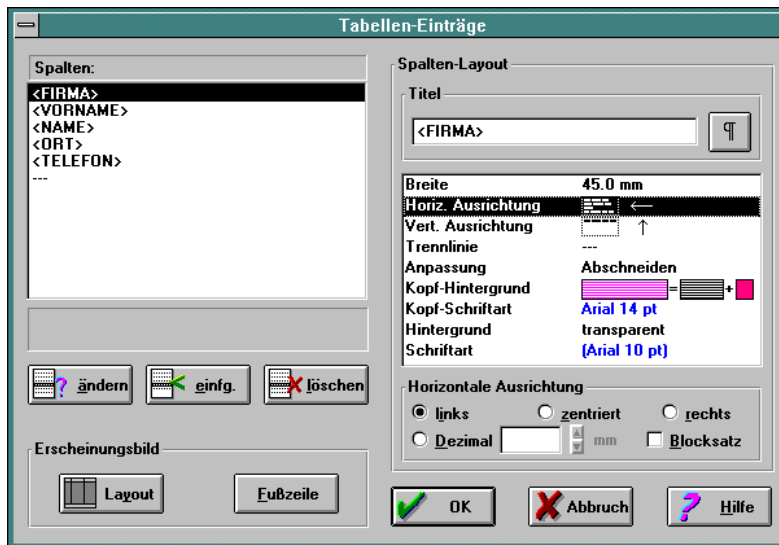 Tabellen-Einträge
Spalten:
<FIRMA>
<VORNAME>
<NAME>
<ORT>
<TELEFON>
---
ändern
einfg.
löschen
Erscheinungsbild
Layout
Fußzeile
Spalten-Layout
Titel
<FIRMA>
¶
Breite 45.0 mm
Horiz. Ausrichtung ←
Vert. Ausrichtung ↑
Trennlinie ---
Anpassung Abschneiden
Kopf-Hintergrund = +
Kopf-Schriftart Arial 14 pt
Hintergrund transparent
Schriftart (Arial 10 pt)
Horizontale Ausrichtung
links zentriert rechts
Dezimal mm Blocksatz
OK Abbruch Hilfe